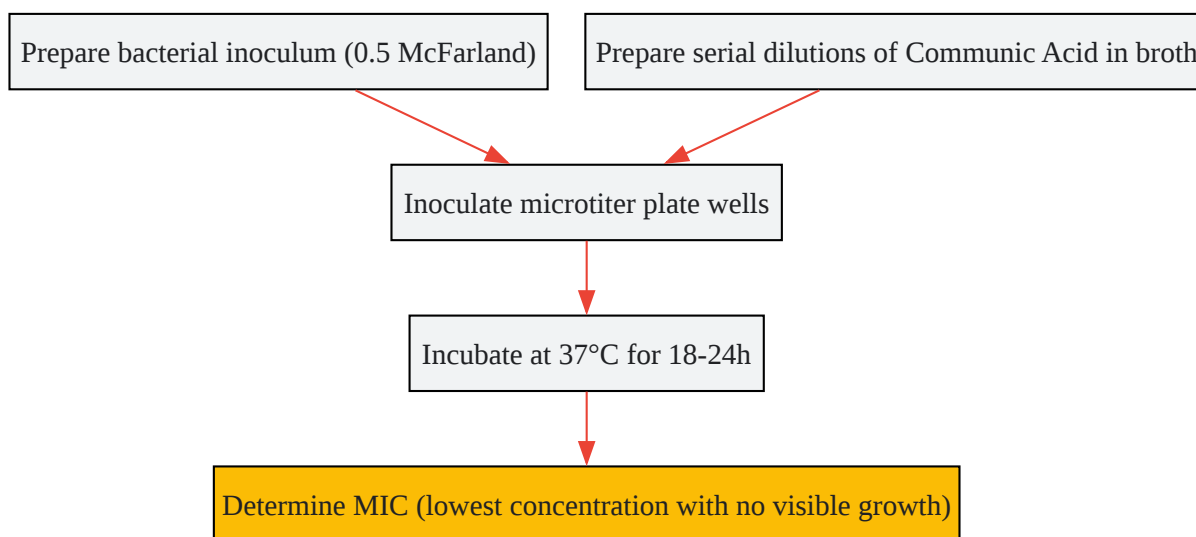 Prepare bacterial inoculum (0.5 McFarland)
Prepare serial dilutions of Communic Acid in broth
Inoculate microtiter plate wells
Incubate at 37°C for 18-24h
Determine MIC (lowest concentration with no visible growth)